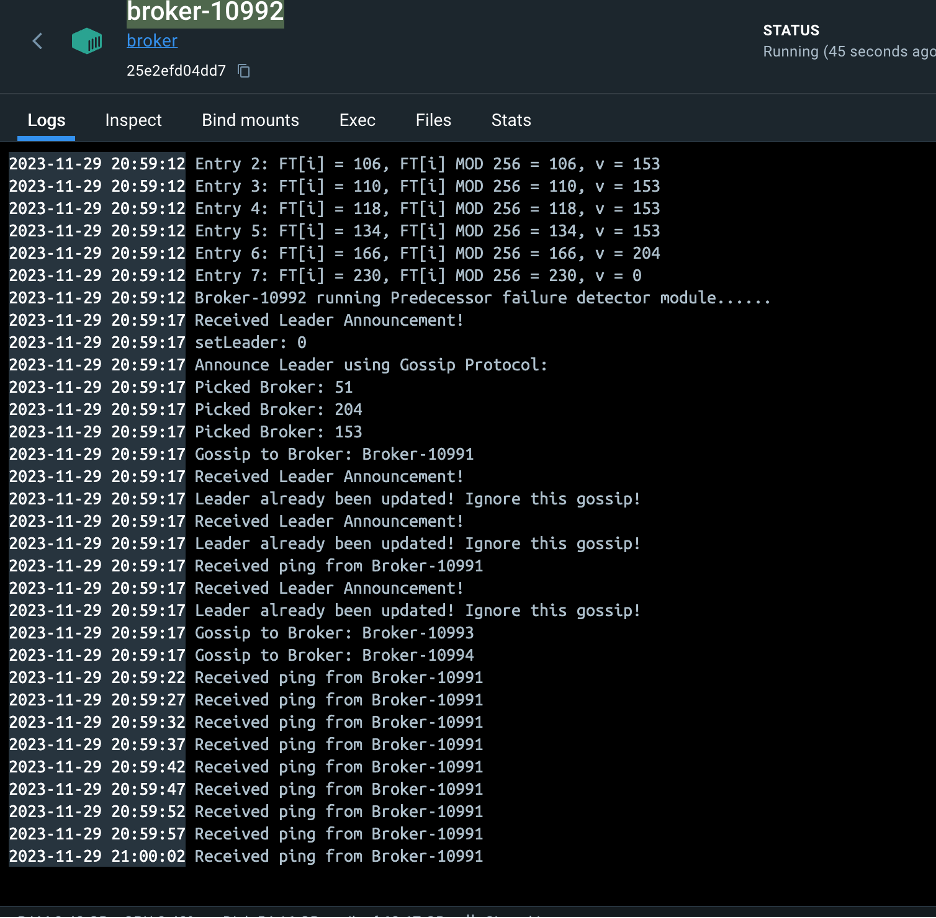 broker-10992
broker
25e2efd04dd7
STATUS
Running (45 seconds ago
Logs Inspect Bind mounts Exec Files Stats
2023-11-29 20:59:12 Entry 2: FT[i] = 106, FT[i] MOD 256 = 106, v = 153
2023-11-29 20:59:12 Entry 3: FT[i] = 110, FT[i] MOD 256 = 110, v = 153
2023-11-29 20:59:12 Entry 4: FT[i] = 118, FT[i] MOD 256 = 118, v = 153
2023-11-29 20:59:12 Entry 5: FT[i] = 134, FT[i] MOD 256 = 134, v = 153
2023-11-29 20:59:12 Entry 6: FT[i] = 166, FT[i] MOD 256 = 166, v = 204
2023-11-29 20:59:12 Entry 7: FT[i] = 230, FT[i] MOD 256 = 230, v = 0
2023-11-29 20:59:12 Broker-10992 running Predecessor failure detector module......
2023-11-29 20:59:17 Received Leader Announcement!
2023-11-29 20:59:17 setLeader: 0
2023-11-29 20:59:17 Announce Leader using Gossip Protocol:
2023-11-29 20:59:17 Picked Broker: 51
2023-11-29 20:59:17 Picked Broker: 204
2023-11-29 20:59:17 Picked Broker: 153
2023-11-29 20:59:17 Gossip to Broker: Broker-10991
2023-11-29 20:59:17 Received Leader Announcement!
2023-11-29 20:59:17 Leader already been updated! Ignore this gossip!
2023-11-29 20:59:17 Received Leader Announcement!
2023-11-29 20:59:17 Leader already been updated! Ignore this gossip!
2023-11-29 20:59:17 Received ping from Broker-10991
2023-11-29 20:59:17 Received Leader Announcement!
2023-11-29 20:59:17 Leader already been updated! Ignore this gossip!
2023-11-29 20:59:17 Gossip to Broker: Broker-10993
2023-11-29 20:59:17 Gossip to Broker: Broker-10994
2023-11-29 20:59:22 Received ping from Broker-10991
2023-11-29 20:59:27 Received ping from Broker-10991
2023-11-29 20:59:32 Received ping from Broker-10991
2023-11-29 20:59:37 Received ping from Broker-10991
2023-11-29 20:59:42 Received ping from Broker-10991
2023-11-29 20:59:47 Received ping from Broker-10991
2023-11-29 20:59:52 Received ping from Broker-10991
2023-11-29 20:59:57 Received ping from Broker-10991
2023-11-29 21:00:02 Received ping from Broker-10991